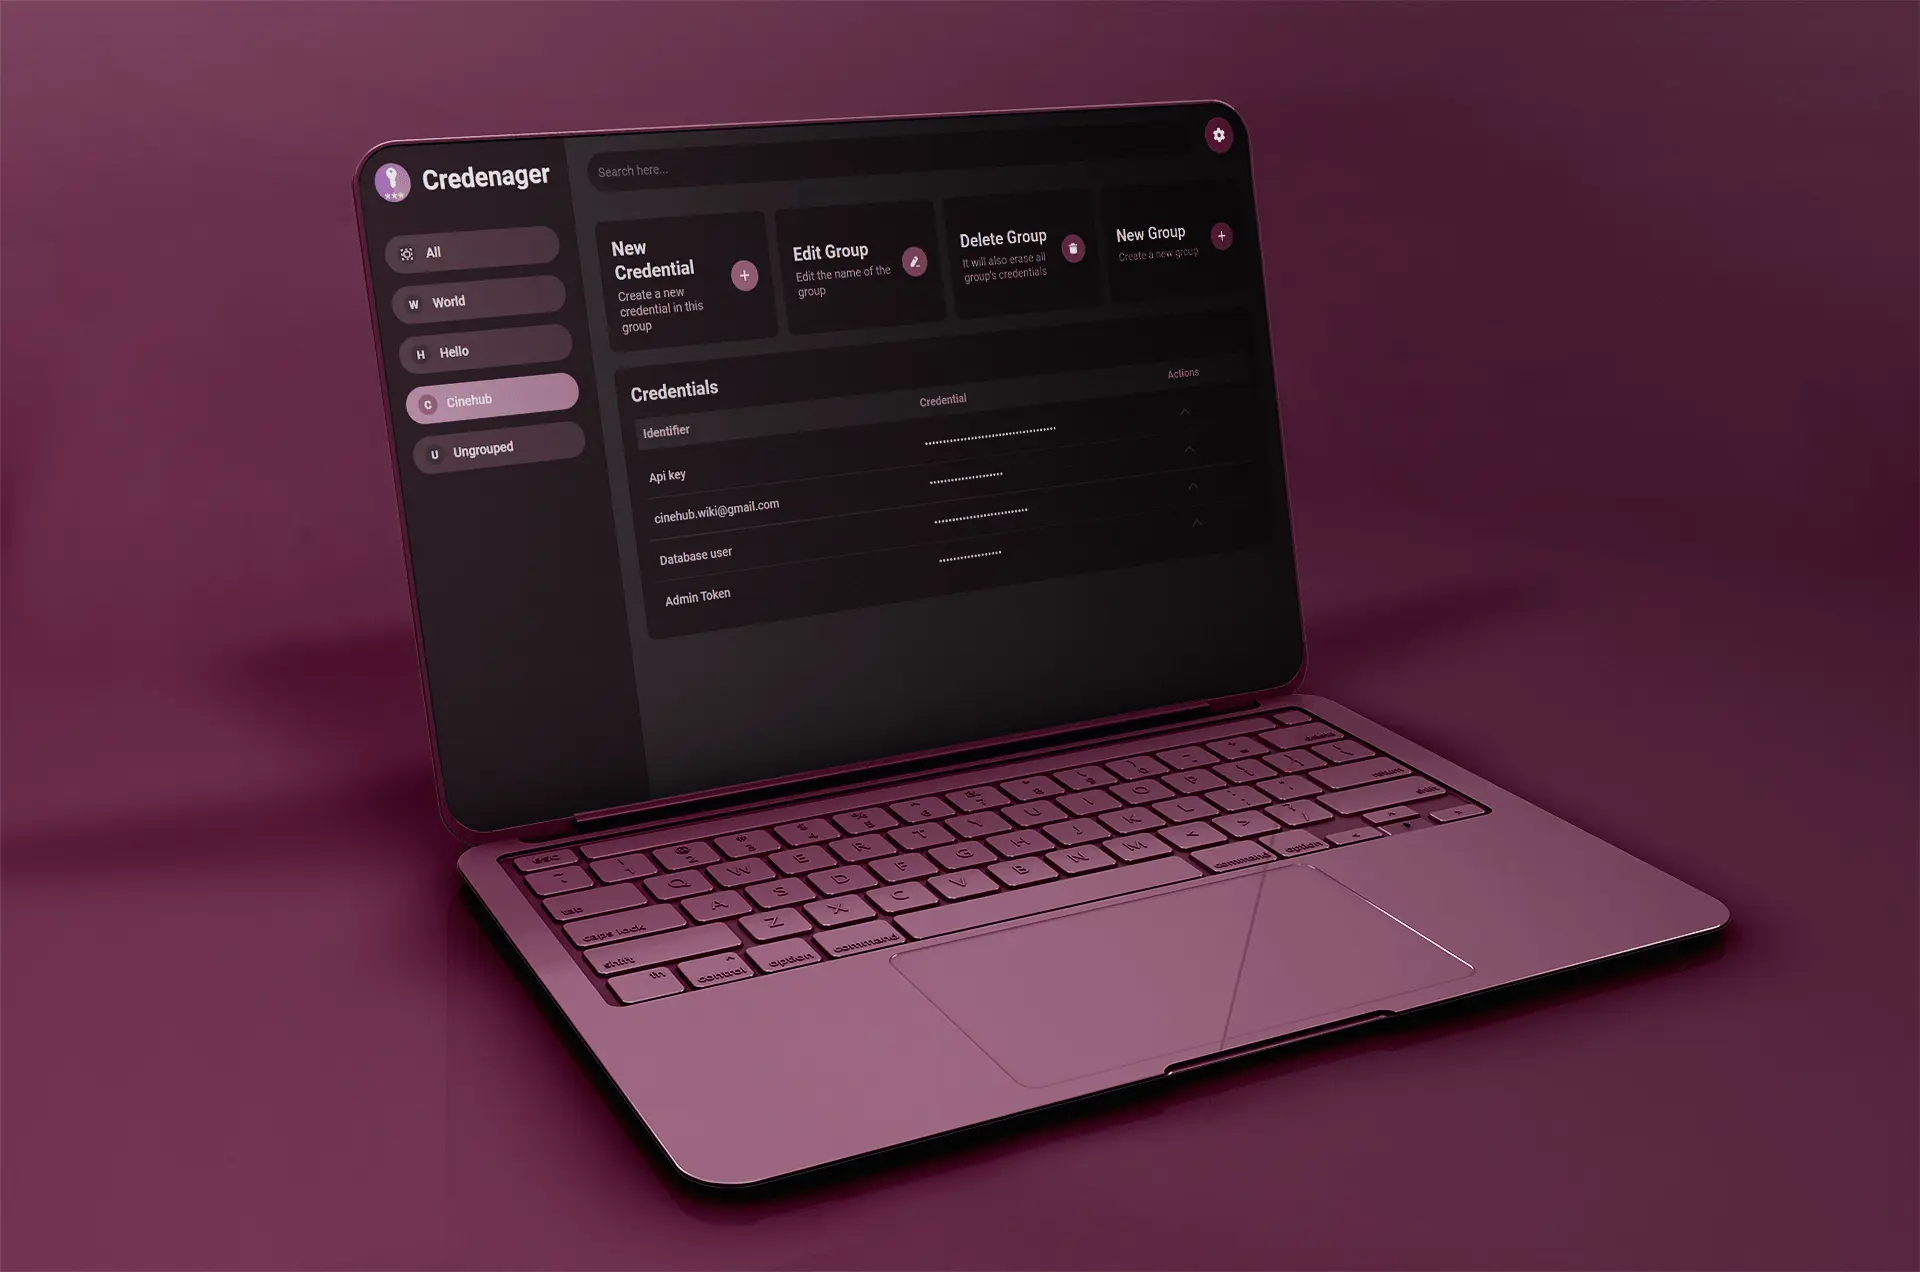 Credenager
All
World
Hello
Cinehub
Ungrouped
W
H
C
U
Search here...
New
Credential
Create a new
credential in this
group
Edit Group
Edit the name of the
group
Delete Group
It will also erase all
group's credentials
New Group
Create a new group
Credentials
Identifier
Credential
Actions
Api key
cinehub.wiki@gmail.com
Database user
Admin Token
esc
delete
tab
Q W E R T Y U I O P
caps lock
A S D F G H J K L
return
shift
Z X C V B N M < >
shift
fn
control
option
command
command
option